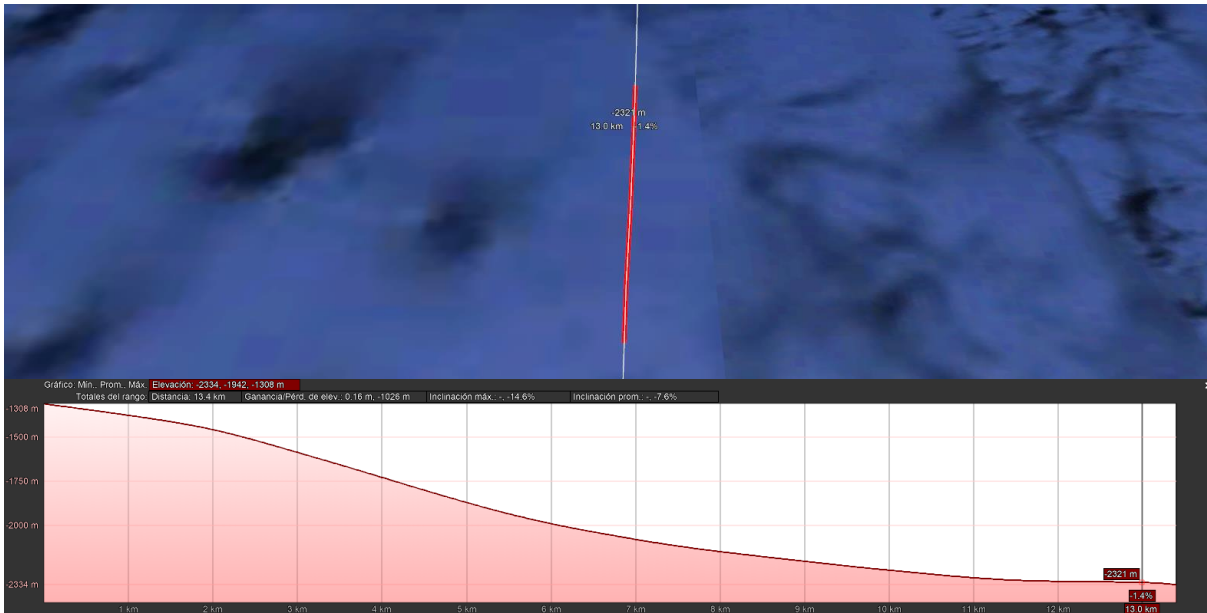 -2321 m
13.0 km -1.4%
Gráfico: Mín., Prom., Máx. Elevación: -2334, -1942, -1308 m
Totales del rango: Distancia: 13.4 km Ganancia/Pérd. de elev.: 0.16 m, -1026 m Inclinación máx.: -, -14.6% Inclinación prom.: -, -7.6%
-1308 m
-1500 m
-1750 m
-2000 m
-2334 m
-2321 m
-1.4%
1 km 2 km 3 km 4 km 5 km 6 km 7 km 8 km 9 km 10 km 11 km 12 km 13.0 km